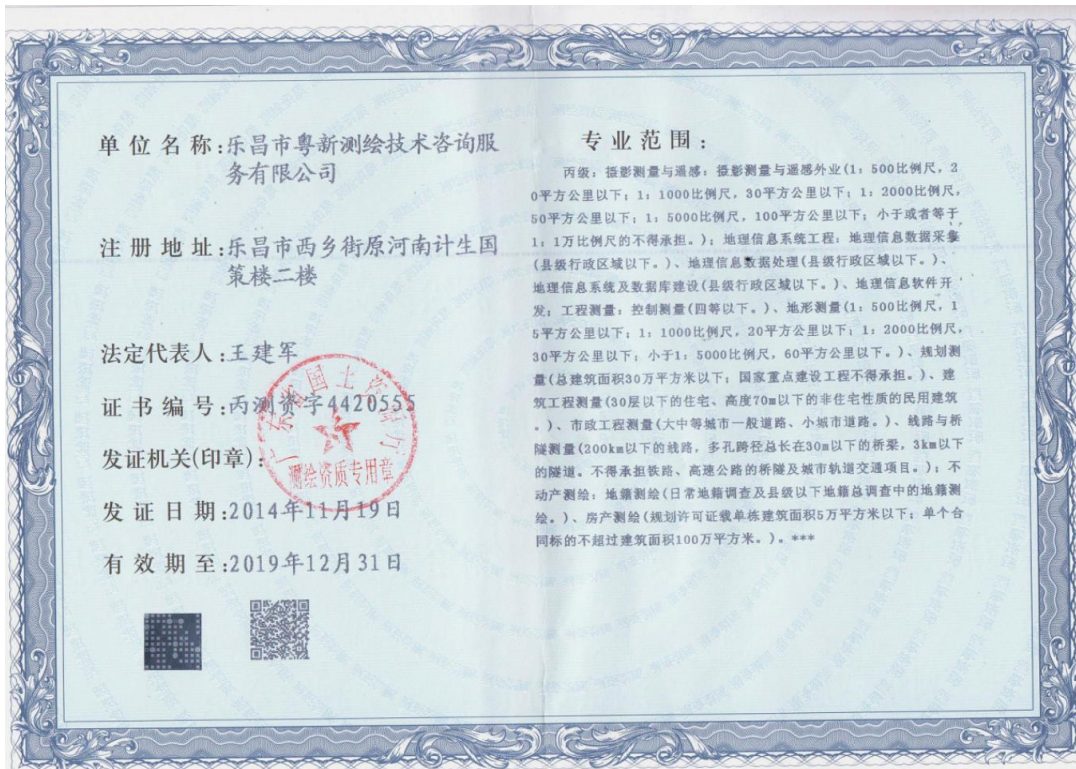 单位名称:乐昌市粤新测绘技术咨询服
务有限公司
注册地址:乐昌市西乡街原河南计生国
策楼二楼
法定代表人:王建军
证书编号:丙测资字4420555
发证机关(印章):
广东省国土资源厅
测绘资质专用章
发证日期:2014年11月19日
有效期至:2019年12月31日
专业范围:
丙级:摄影测量与遥感:摄影测量与遥感外业(1:500比例尺,2
0平方公里以下;1:1000比例尺,30平方公里以下;1:2000比例尺,
50平方公里以下;1:5000比例尺,100平方公里以下;小于或者等于
1:1万比例尺的不得承担。);地理信息系统工程:地理信息数据采集
(县级行政区域以下。)、地理信息数据处理(县级行政区域以下。)、
地理信息系统及数据库建设(县级行政区域以下。)、地理信息软件开
发;工程测量:控制测量(四等以下。)、地形测量(1:500比例尺,1
5平方公里以下;1:1000比例尺,20平方公里以下;1:2000比例尺,
30平方公里以下;小于1:5000比例尺,60平方公里以下。)、规划测
量(总建筑面积30万平方米以下;国家重点建设工程不得承担。)、建
筑工程测量(30层以下的住宅、高度70m以下的非住宅性质的民用建筑
。)、市政工程测量(大中等城市一般道路、小城市道路。)、线路与桥
隧测量(200km以下的线路,多孔跨径总长在30m以下的桥梁,3km以下
的隧道。不得承担铁路、高速公路的桥隧及城市轨道交通项目。);不
动产测绘:地籍测绘(日常地籍调查及县级以下地籍总调查中的地籍测
绘。)、房产测绘(规划许可证载单栋建筑面积5万平方米以下;单个合
同标的不超过建筑面积100万平方米。)。***